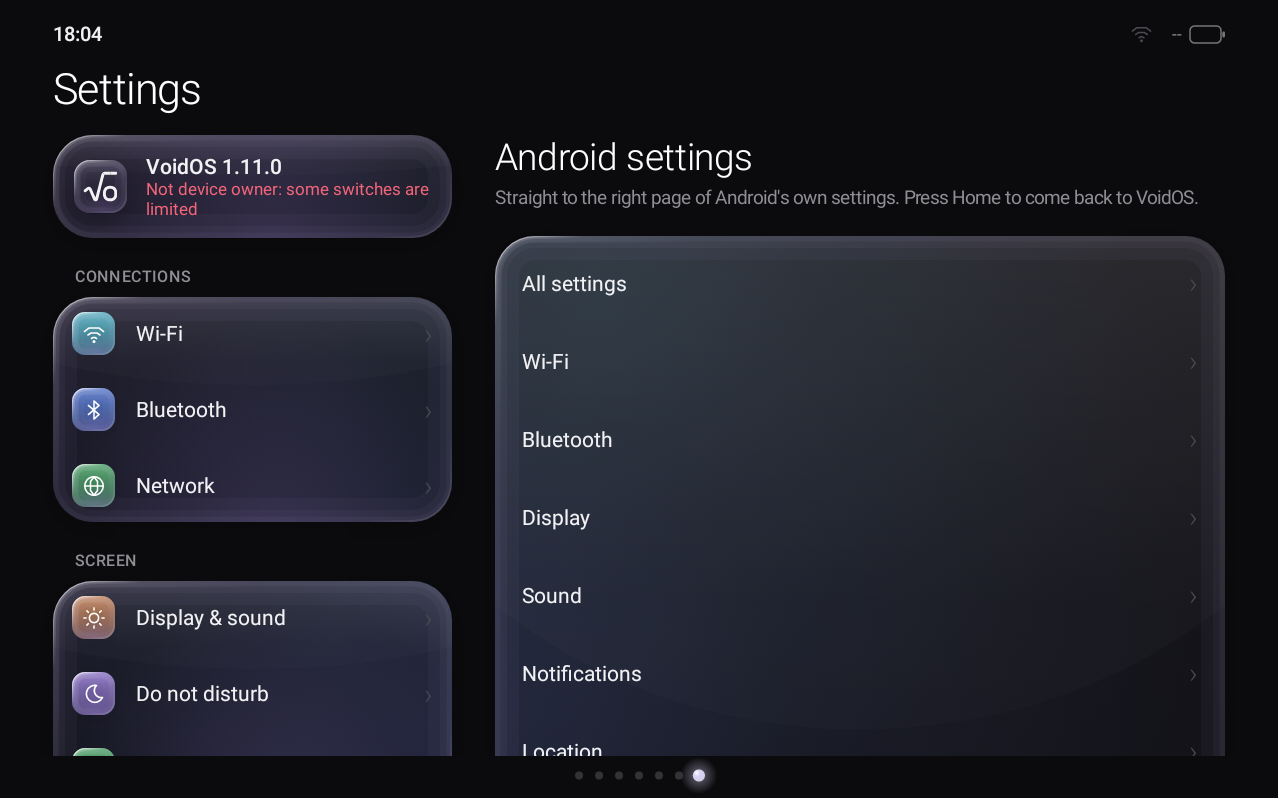 18:04
--
Settings
VoidOS 1.11.0
Not device owner: some switches are
limited
CONNECTIONS
Wi-Fi
Bluetooth
Network
SCREEN
Display & sound
Do not disturb
Android settings
Straight to the right page of Android's own settings. Press Home to come back to VoidOS.
All settings
Wi-Fi
Bluetooth
Display
Sound
Notifications
Location